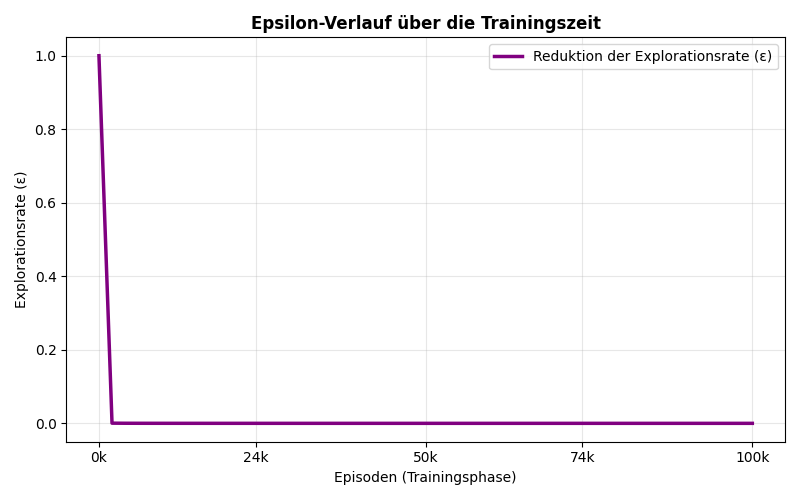 Epsilon-Verlauf über die Trainingszeit
Reduktion der Explorationsrate (ε)
Explorationsrate (ε)
1.0
0.8
0.6
0.4
0.2
0.0
0k 24k 50k 74k 100k
Episoden (Trainingsphase)